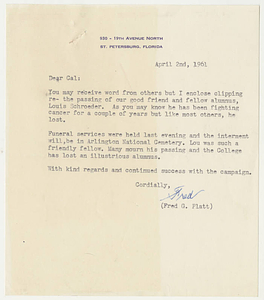 555 - 19TH AVENUE NORTH
ST. PETERSBURG, FLORIDA
April 2nd, 1961
Dear Cal:
You may rebeive word from others but I enclose clipping
re- the passing of our good friend and fellow alumnus,
Louis Schroeder. As you may know he has been fighting
cancer for a couple of years but like most others, he
lost.
Funeral services were held last evening and the interment
will,be in Arlington National Cemetery. Lou was such a
friendly fellow. Many mourn his passing and the College
has lost an illustrious alumnus.
With kind regards and continued success with the campaign.
Cordially,
Fred
(Fred G. Platt)